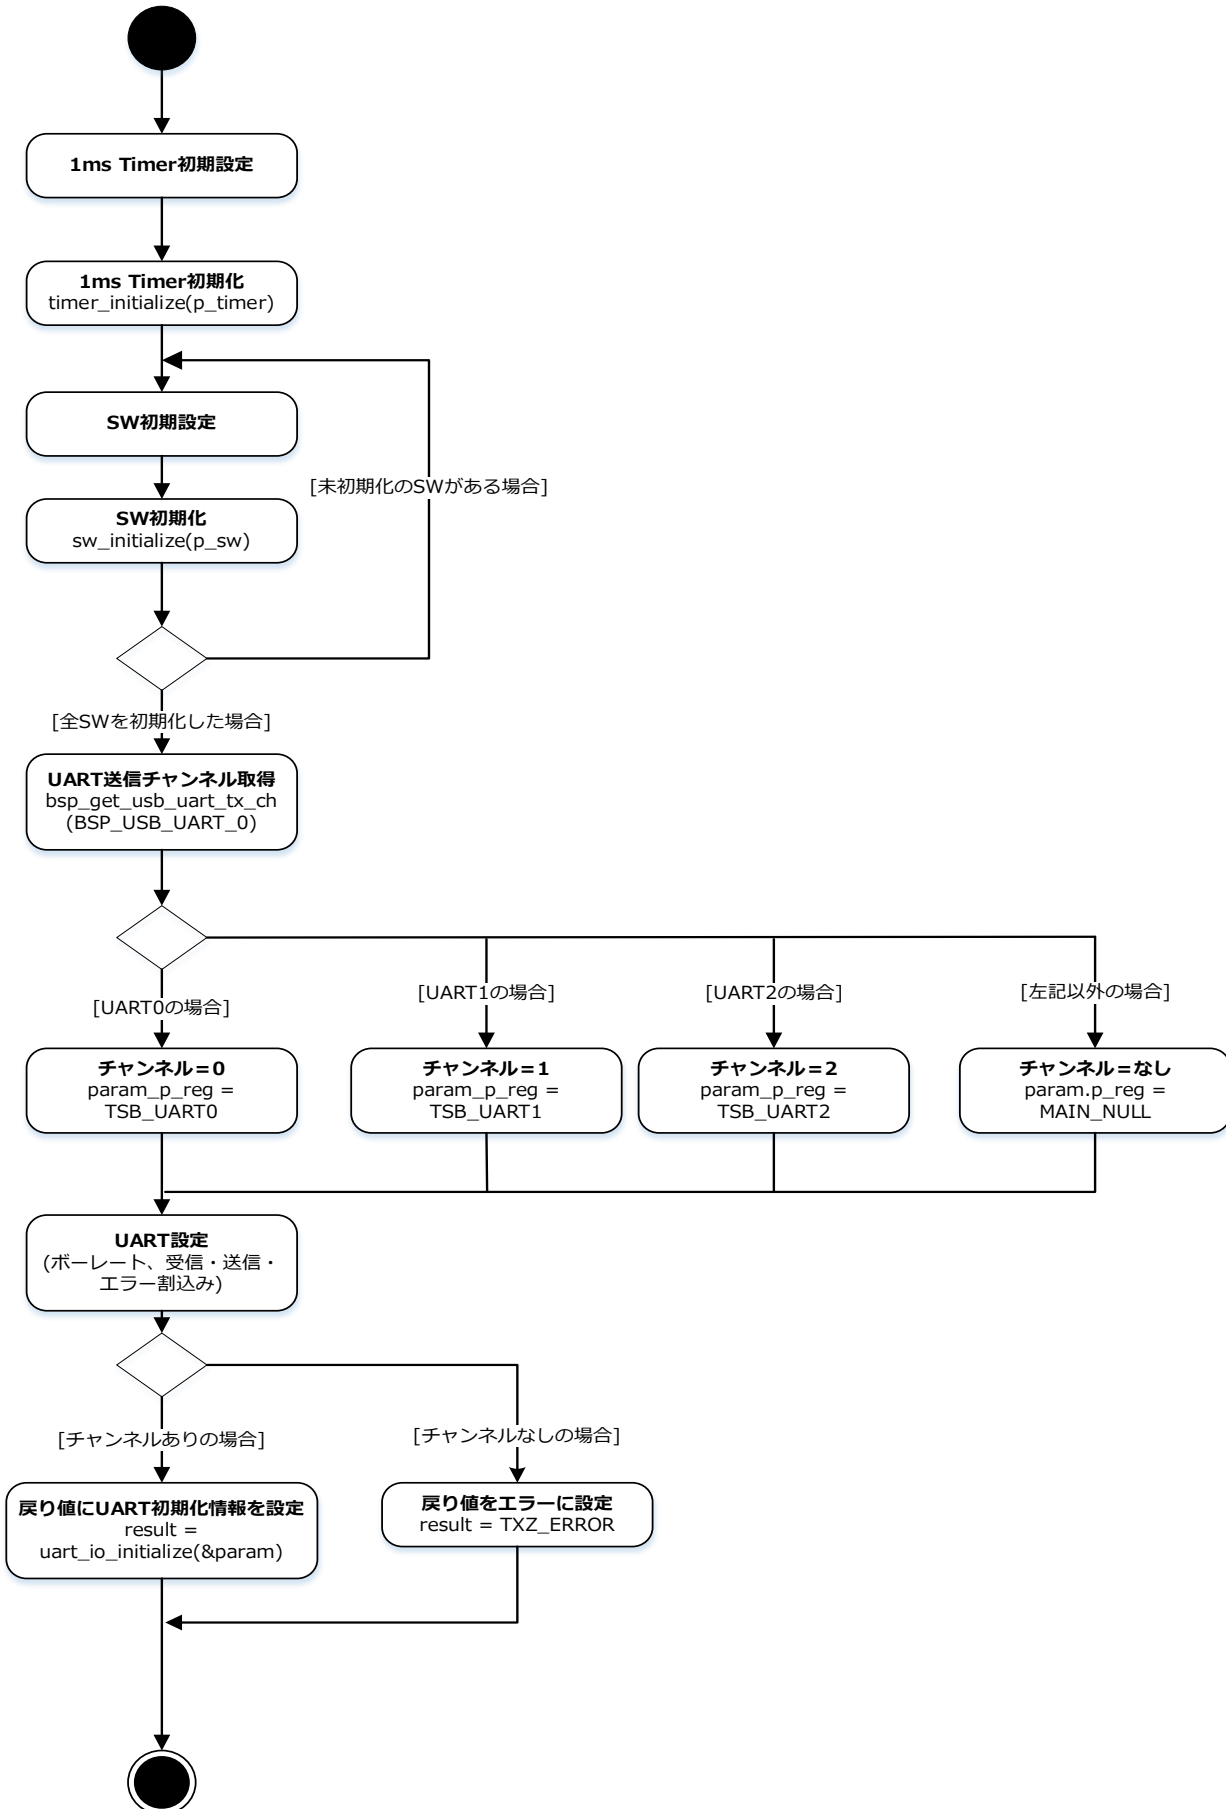 1ms Timer初期設定
1ms Timer初期化
timer_initialize(p_timer)
SW初期設定
[未初期化のSWがある場合]
SW初期化
sw_initialize(p_sw)
[全SWを初期化した場合]
UART送信チャンネル取得
bsp_get_usb_uart_tx_ch
(BSP_USB_UART_0)
[UART0の場合]
[UART1の場合]
[UART2の場合]
[左記以外の場合]
チャンネル=0
param_p_reg =
TSB_UART0
チャンネル=1
param_p_reg =
TSB_UART1
チャンネル=2
param_p_reg =
TSB_UART2
チャンネル=なし
param.p_reg =
MAIN_NULL
UART設定
(ボーレート、受信・送信・
エラー割込み)
[チャンネルありの場合]
[チャンネルなしの場合]
戻り値にUART初期化情報を設定
result =
uart_io_initialize(&param)
戻り値をエラーに設定
result = TXZ_ERROR